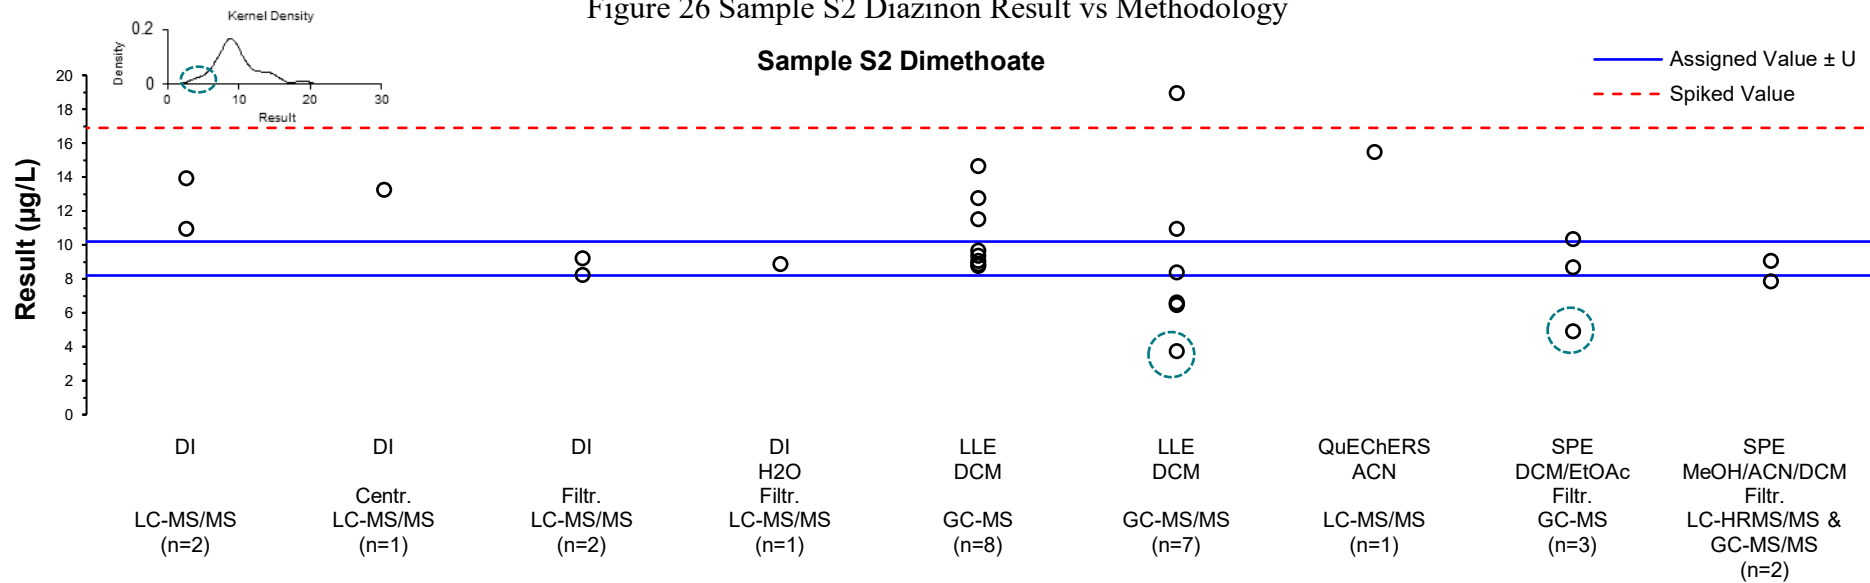 Figure 26 Sample S2 Diazinon Result vs Methodology
Kernel Density
0.2
0
Density
0 10 20 30
Result
Sample S2 Dimethoate
Assigned Value ± U
Spiked Value
Result (µg/L)
20
18
16
14
12
10
8
6
4
2
0
DI
LC-MS/MS
(n=2)
DI
Centr.
LC-MS/MS
(n=1)
DI
Filtr.
LC-MS/MS
(n=2)
DI
H2O
Filtr.
LC-MS/MS
(n=1)
LLE
DCM
GC-MS
(n=8)
LLE
DCM
GC-MS/MS
(n=7)
QuEChERS
ACN
LC-MS/MS
(n=1)
SPE
DCM/EtOAc
Filtr.
GC-MS
(n=3)
SPE
MeOH/ACN/DCM
Filtr.
LC-HRMS/MS &
GC-MS/MS
(n=2)